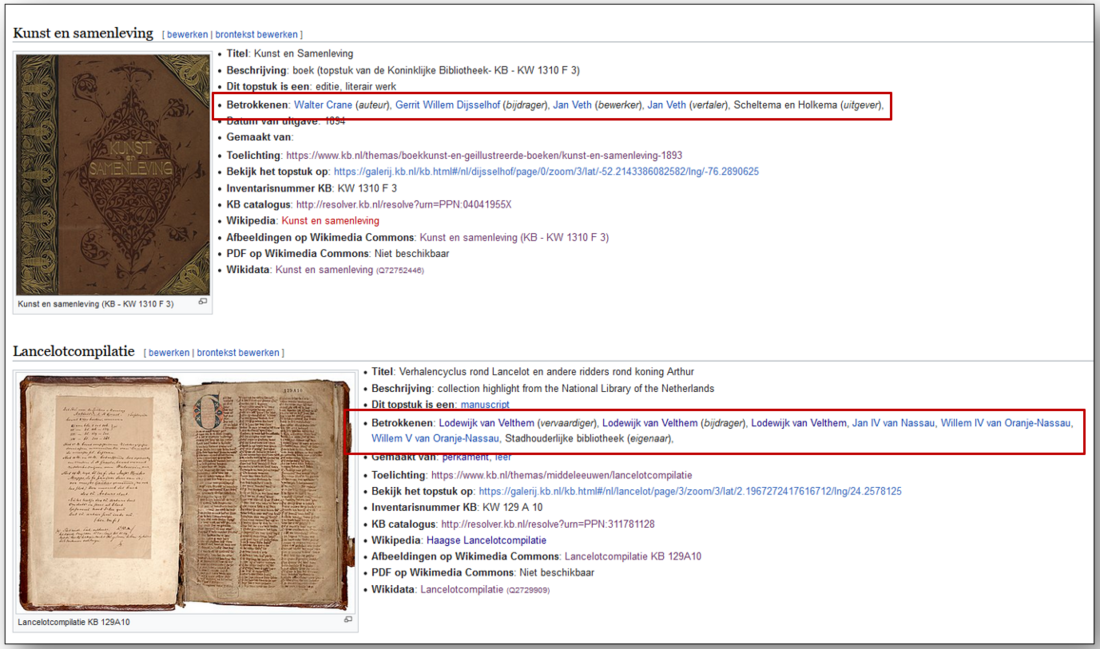 Kunst en samenleving [ bewerken | brontekst bewerken ]
KUNST
EN
SAMENLEVING
Kunst en samenleving (KB - KW 1310 F 3)
• Titel: Kunst en Samenleving
• Beschrijving: boek (topstuk van de Koninklijke Bibliotheek- KB - KW 1310 F 3)
• Dit topstuk is een: editie, literair werk
• Betrokkenen: Walter Crane (auteur), Gerrit Willem Dijsselhof (bijdrager), Jan Veth (bewerker), Jan Veth (vertaler), Scheltema en Holkema (uitgever),
• Datum van uitgave: 1894
• Gemaakt van:
• Toelichting: https://www.kb.nl/themas/boekkunst-en-geillustreerde-boeken/kunst-en-samenleving-1893
• Bekijk het topstuk op: https://galerij.kb.nl/kb.html#/nl/dijsselhof/page/0/zoom/3/lat/-52.2143386082582/lng/-76.2890625
• Inventarisnummer KB: KW 1310 F 3
• KB catalogus: http://resolver.kb.nl/resolve?urn=PPN:04041955X
• Wikipedia: Kunst en samenleving
• Afbeeldingen op Wikimedia Commons: Kunst en samenleving (KB - KW 1310 F 3)
• PDF op Wikimedia Commons: Niet beschikbaar
• Wikidata: Kunst en samenleving (Q72752446)
Lancelotcompilatie [ bewerken | brontekst bewerken ]
Lancelotcompilatie KB 129A10
• Titel: Verhalencyclus rond Lancelot en andere ridders rond koning Arthur
• Beschrijving: collection highlight from the National Library of the Netherlands
• Dit topstuk is een: manuscript
• Betrokkenen: Lodewijk van Velthem (vervaardiger), Lodewijk van Velthem (bijdrager), Lodewijk van Velthem, Jan IV van Nassau, Willem IV van Oranje-Nassau,
Willem V van Oranje-Nassau, Stadhouderlijke bibliotheek (eigenaar),
• Gemaakt van: perkament, leer
• Toelichting: https://www.kb.nl/themas/middeleeuwen/lancelotcompilatie
• Bekijk het topstuk op: https://galerij.kb.nl/kb.html#/nl/lancelot/page/3/zoom/3/lat/2.1967272417616712/lng/24.2578125
• Inventarisnummer KB: KW 129 A 10
• KB catalogus: http://resolver.kb.nl/resolve?urn=PPN:311781128
• Wikipedia: Haagse Lancelotcompilatie
• Afbeeldingen op Wikimedia Commons: Lancelotcompilatie KB 129A10
• PDF op Wikimedia Commons: Niet beschikbaar
• Wikidata: Lancelotcompilatie (Q2729909)